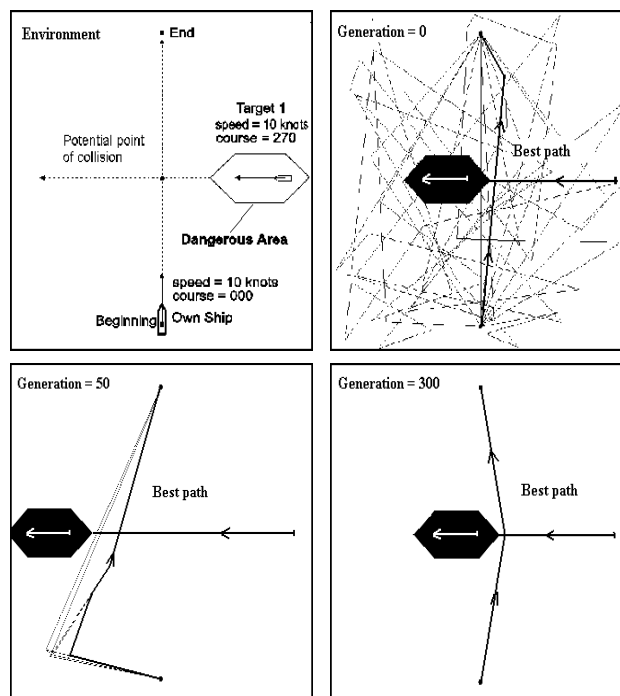 Environment
End
Target 1
speed = 10 knots
course = 270
Potential point
of collision
Dangerous Area
speed = 10 knots
course = 000
Beginning
Own Ship
Generation = 0
Best path
Generation = 50
Best path
Generation = 300
Best path